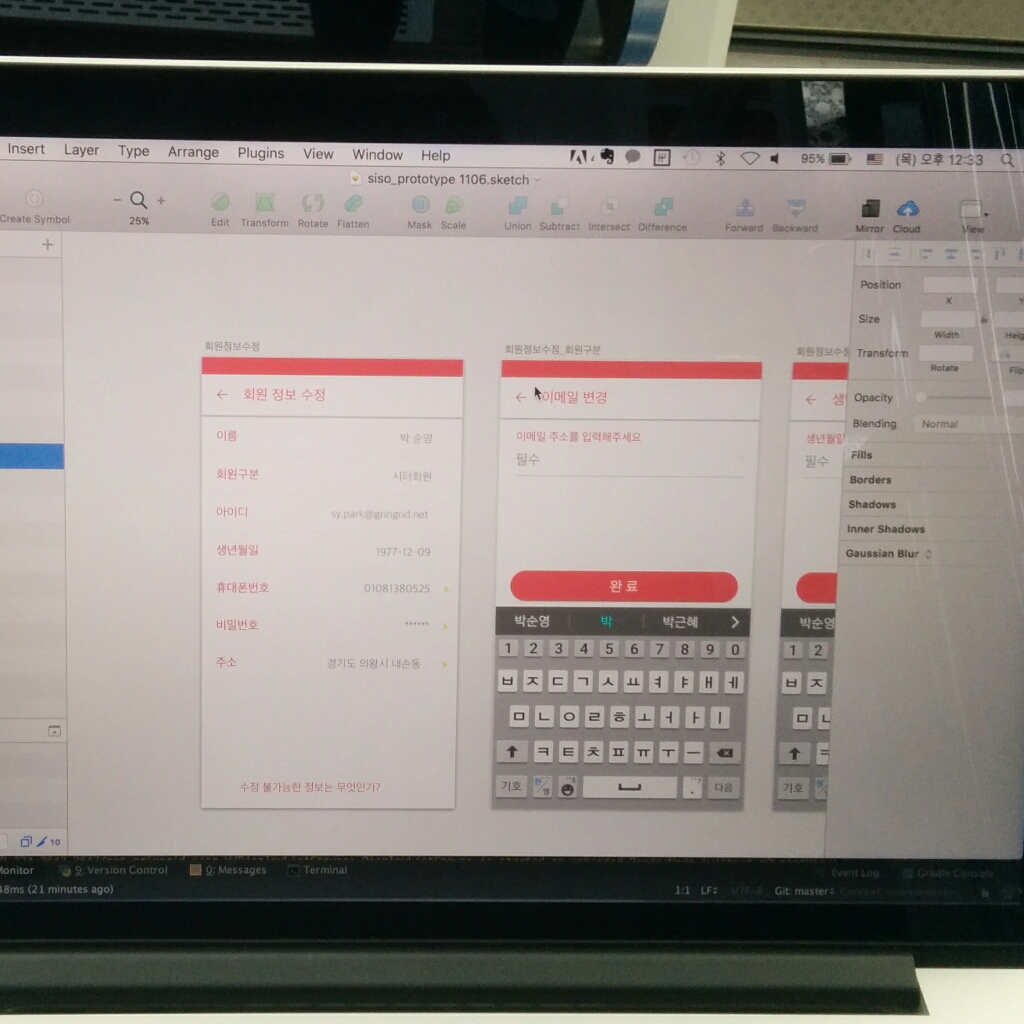 Insert Layer Type Arrange Plugins View Window Help 95% (목) 오후 12:33
siso_prototype 1106.sketch
Create Symbol 25% Edit Transform Rotate Flatten Mask Scale Union Subtract Intersect Difference Forward Backward Mirror Cloud View
Position
X Y
Size
Width
Transform
Rotate Flip
Opacity
Blending Normal
Fills
Borders
Shadows
Inner Shadows
Gaussian Blur
회원정보수정
회원 정보 수정
이름 박 순영
회원구분 시터회원
아이디 sy.park@gringrid.net
생년월일 1977-12-09
휴대폰번호 01081380525
비밀번호 ••••••
주소 경기도 의왕시 내손동
수정 불가능한 정보는 무엇인가?
회원정보수정_회원구분
이메일 변경
이메일 주소를 입력해주세요
필수
완료
박순영 박 박근혜
1 2 3 4 5 6 7 8 9 0
ㅂ ㅈ ㄷ ㄱ ㅅ ㅛ ㅕ ㅑ ㅐ ㅔ
ㅁ ㄴ ㅇ ㄹ ㅎ ㅗ ㅓ ㅏ ㅣ
ㅋ ㅌ ㅊ ㅍ ㅠ ㅜ ㅡ
기호 . 다음
회원정보수정
생년월일
필수
박순영
1 2
ㅂ ㅈ
ㅁ
기호
10
Monitor 9: Version Control 0: Messages Terminal Event Log Gradle Console
48ms (21 minutes ago) 1:1 LF UTF-8 Git: master